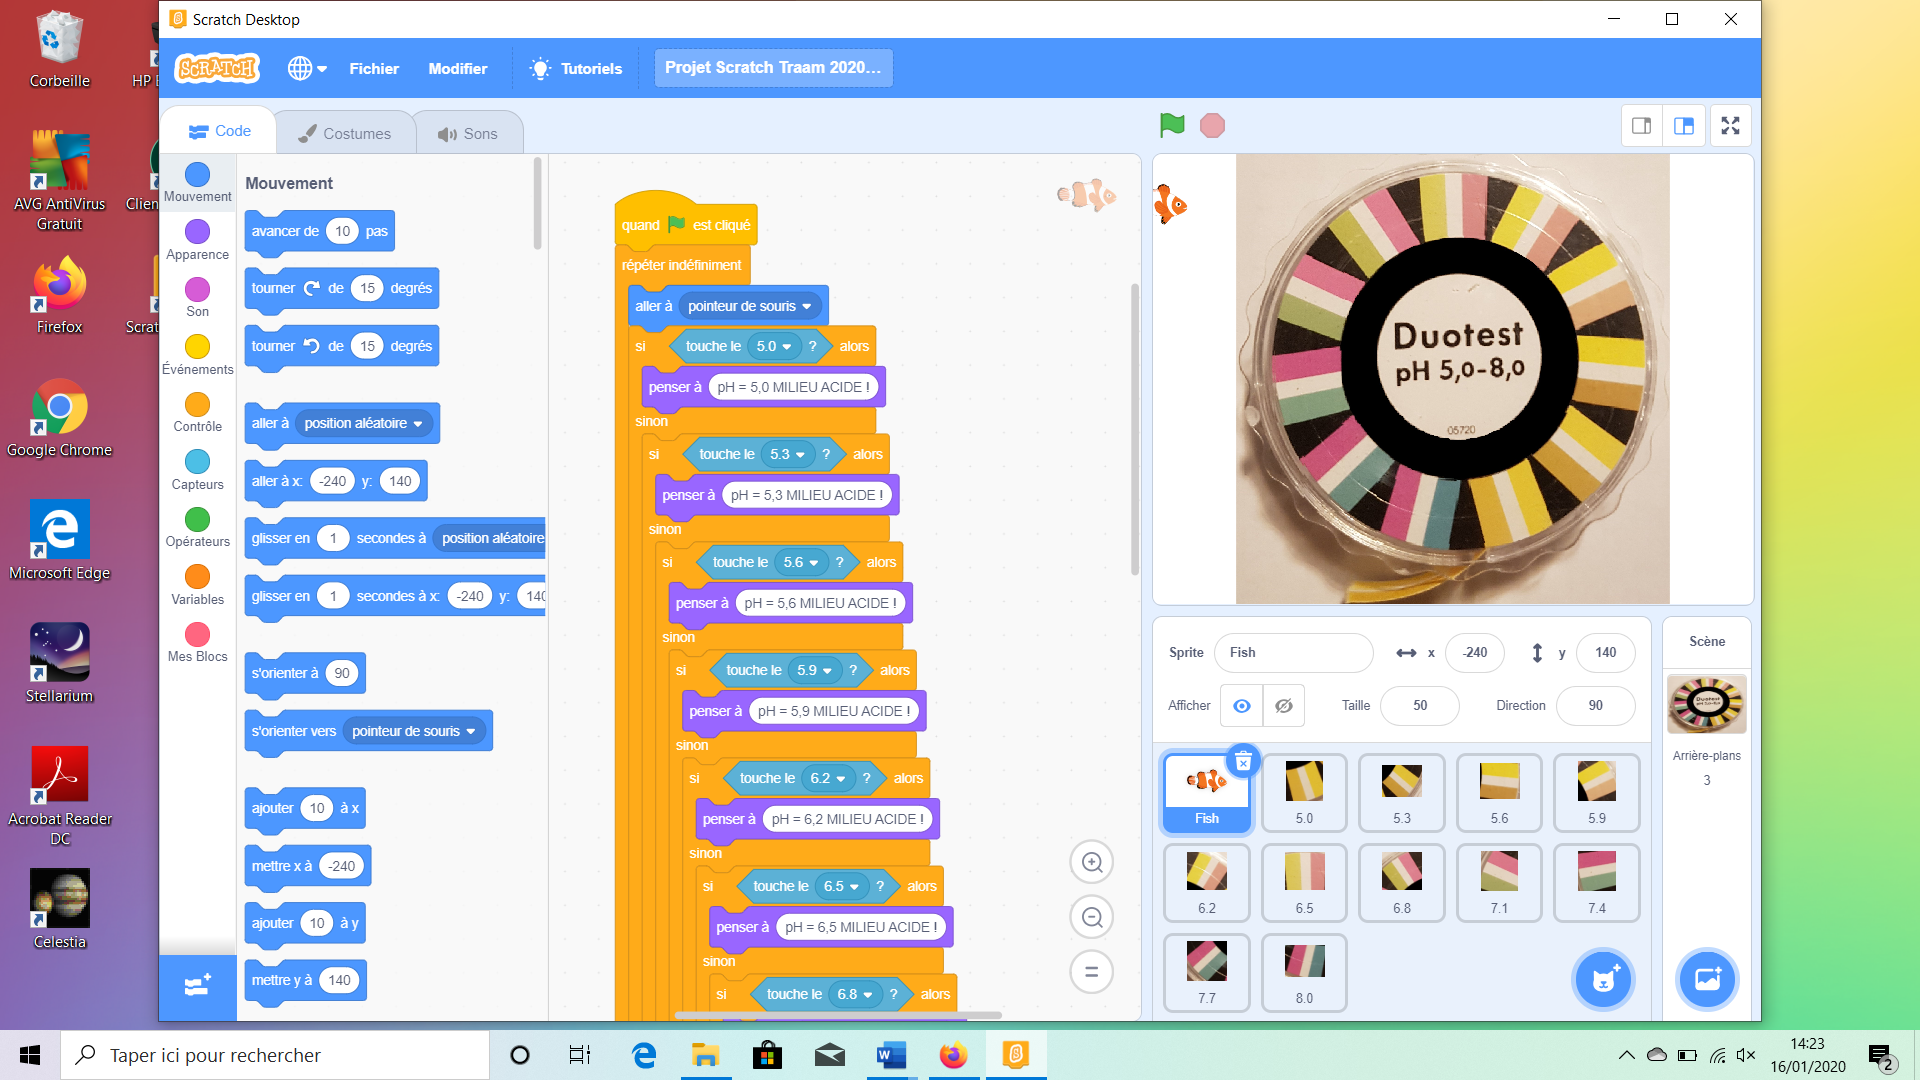 Scratch Desktop
SCRATCH
Fichier
Modifier
Tutoriels
Projet Scratch Traam 2020...
Code
Costumes
Sons
Corbeille
AVG AntiVirus
Gratuit
Firefox
Google Chrome
Microsoft Edge
Stellarium
Acrobat Reader
DC
Celestia
HP
Clien
Scrat
Mouvement
Apparence
Son
Événements
Contrôle
Capteurs
Opérateurs
Variables
Mes Blocs
Mouvement
avancer de 10 pas
tourner de 15 degrés
tourner de 15 degrés
aller à position aléatoire
aller à x: -240 y: 140
glisser en 1 secondes à position aléatoire
glisser en 1 secondes à x: -240 y: 140
s'orienter à 90
s'orienter vers pointeur de souris
ajouter 10 à x
mettre x à -240
ajouter 10 à y
mettre y à 140
quand est cliqué
répéter indéfiniment
aller à pointeur de souris
si touche le 5.0 ? alors
penser à pH = 5,0 MILIEU ACIDE !
sinon
si touche le 5.3 ? alors
penser à pH = 5,3 MILIEU ACIDE !
sinon
si touche le 5.6 ? alors
penser à pH = 5,6 MILIEU ACIDE !
sinon
si touche le 5.9 ? alors
penser à pH = 5,9 MILIEU ACIDE !
sinon
si touche le 6.2 ? alors
penser à pH = 6,2 MILIEU ACIDE !
sinon
si touche le 6.5 ? alors
penser à pH = 6,5 MILIEU ACIDE !
sinon
si touche le 6.8 ? alors
Duotest
pH 5,0-8,0
05720
Sprite Fish x -240 y 140
Afficher Taille 50 Direction 90
Fish
5.0
5.3
5.6
5.9
6.2
6.5
6.8
7.1
7.4
7.7
8.0
Scène
Arrière-plans
3
Taper ici pour rechercher
14:23
16/01/2020
2